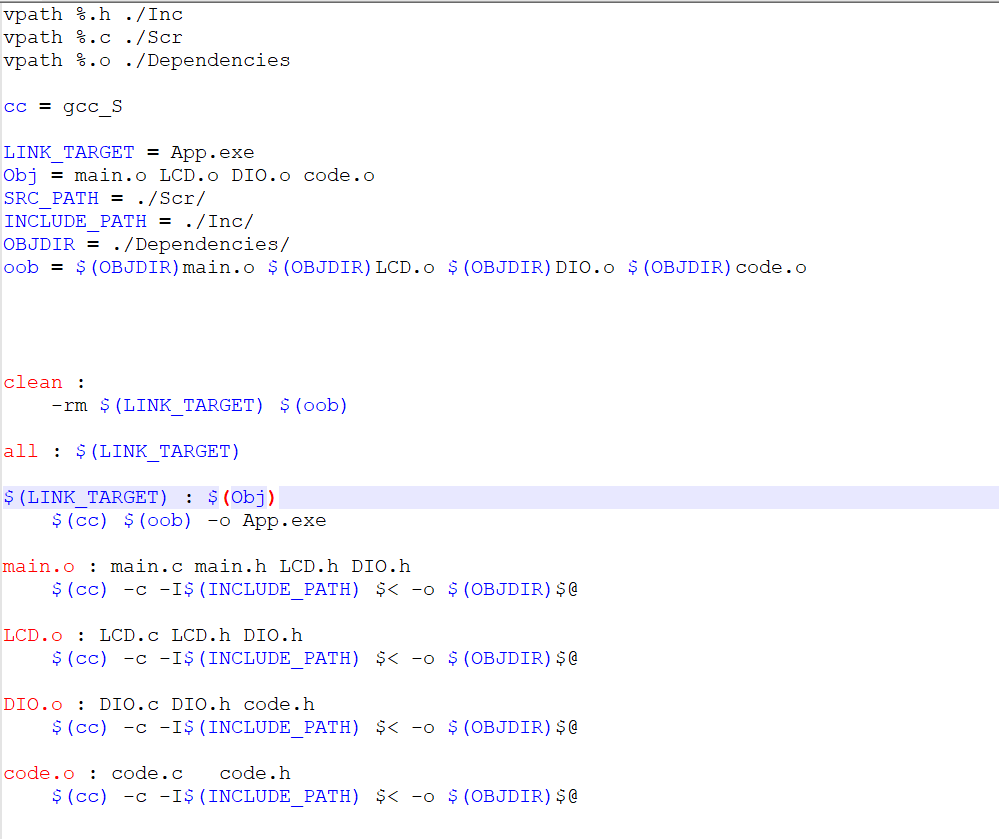 vpath %.h ./Inc
vpath %.c ./Scr
vpath %.o ./Dependencies
cc = gcc_S
LINK_TARGET = App.exe
Obj = main.o LCD.o DIO.o code.o
SRC_PATH = ./Scr/
INCLUDE_PATH = ./Inc/
OBJDIR = ./Dependencies/
oob = $(OBJDIR)main.o $(OBJDIR)LCD.o $(OBJDIR)DIO.o $(OBJDIR)code.o
clean :
    -rm $(LINK_TARGET) $(oob)
all : $(LINK_TARGET)
$(LINK_TARGET) : $(Obj)
    $(cc) $(oob) -o App.exe
main.o : main.c main.h LCD.h DIO.h
    $(cc) -c -I$(INCLUDE_PATH) $< -o $(OBJDIR)$@
LCD.o : LCD.c LCD.h DIO.h
    $(cc) -c -I$(INCLUDE_PATH) $< -o $(OBJDIR)$@
DIO.o : DIO.c DIO.h code.h
    $(cc) -c -I$(INCLUDE_PATH) $< -o $(OBJDIR)$@
code.o : code.c   code.h
    $(cc) -c -I$(INCLUDE_PATH) $< -o $(OBJDIR)$@